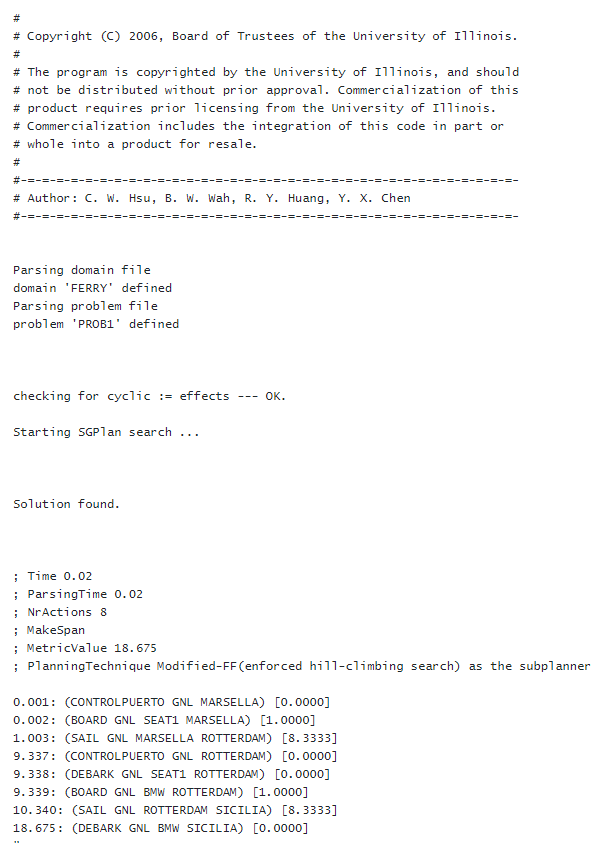 #
# Copyright (C) 2006, Board of Trustees of the University of Illinois.
#
# The program is copyrighted by the University of Illinois, and should
# not be distributed without prior approval. Commercialization of this
# product requires prior licensing from the University of Illinois.
# Commercialization includes the integration of this code in part or
# whole into a product for resale.
#
#-=-=-=-=-=-=-=-=-=-=-=-=-=-=-=-=-=-=-=-=-=-=-=-=-=-=-=-=-=-=-=-=-=-=-
# Author: C. W. Hsu, B. W. Wah, R. Y. Huang, Y. X. Chen
#-=-=-=-=-=-=-=-=-=-=-=-=-=-=-=-=-=-=-=-=-=-=-=-=-=-=-=-=-=-=-=-=-=-=-
Parsing domain file
domain 'FERRY' defined
Parsing problem file
problem 'PROB1' defined
checking for cyclic := effects --- OK.
Starting SGPlan search ...
Solution found.
; Time 0.02
; ParsingTime 0.02
; NrActions 8
; MakeSpan
; MetricValue 18.675
; PlanningTechnique Modified-FF(enforced hill-climbing search) as the subplanner
0.001: (CONTROLPUERTO GNL MARSELLA) [0.0000]
0.002: (BOARD GNL SEAT1 MARSELLA) [1.0000]
1.003: (SAIL GNL MARSELLA ROTTERDAM) [8.3333]
9.337: (CONTROLPUERTO GNL ROTTERDAM) [0.0000]
9.338: (DEBARK GNL SEAT1 ROTTERDAM) [0.0000]
9.339: (BOARD GNL BMW ROTTERDAM) [1.0000]
10.340: (SAIL GNL ROTTERDAM SICILIA) [8.3333]
18.675: (DEBARK GNL BMW SICILIA) [0.0000]